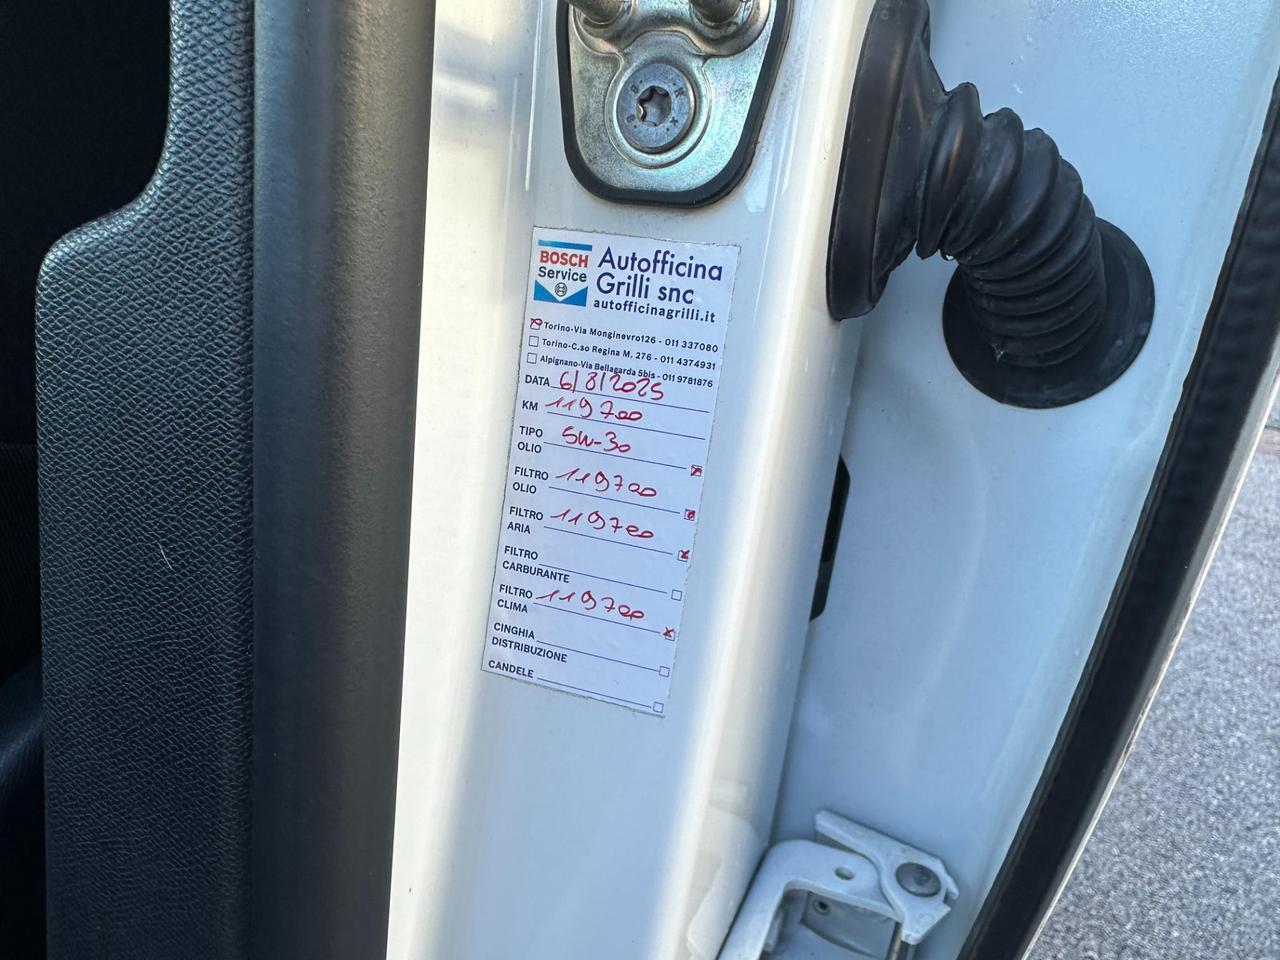 BOSCH
Service
Autofficina
Grilli snc
autofficinagrilli.it
Torino-Via Monginevro126 - 011 337080
Torino-C.so Regina M. 276 - 011 4374931
Alpignano-Via Bellagarda 5bis - 011 9781876
DATA 6/8/2025
KM 119700
TIPO OLIO 5W-30
FILTRO OLIO 119700
FILTRO ARIA 119700
FILTRO CARBURANTE
FILTRO CLIMA 119700
CINGHIA DISTRIBUZIONE
CANDELE